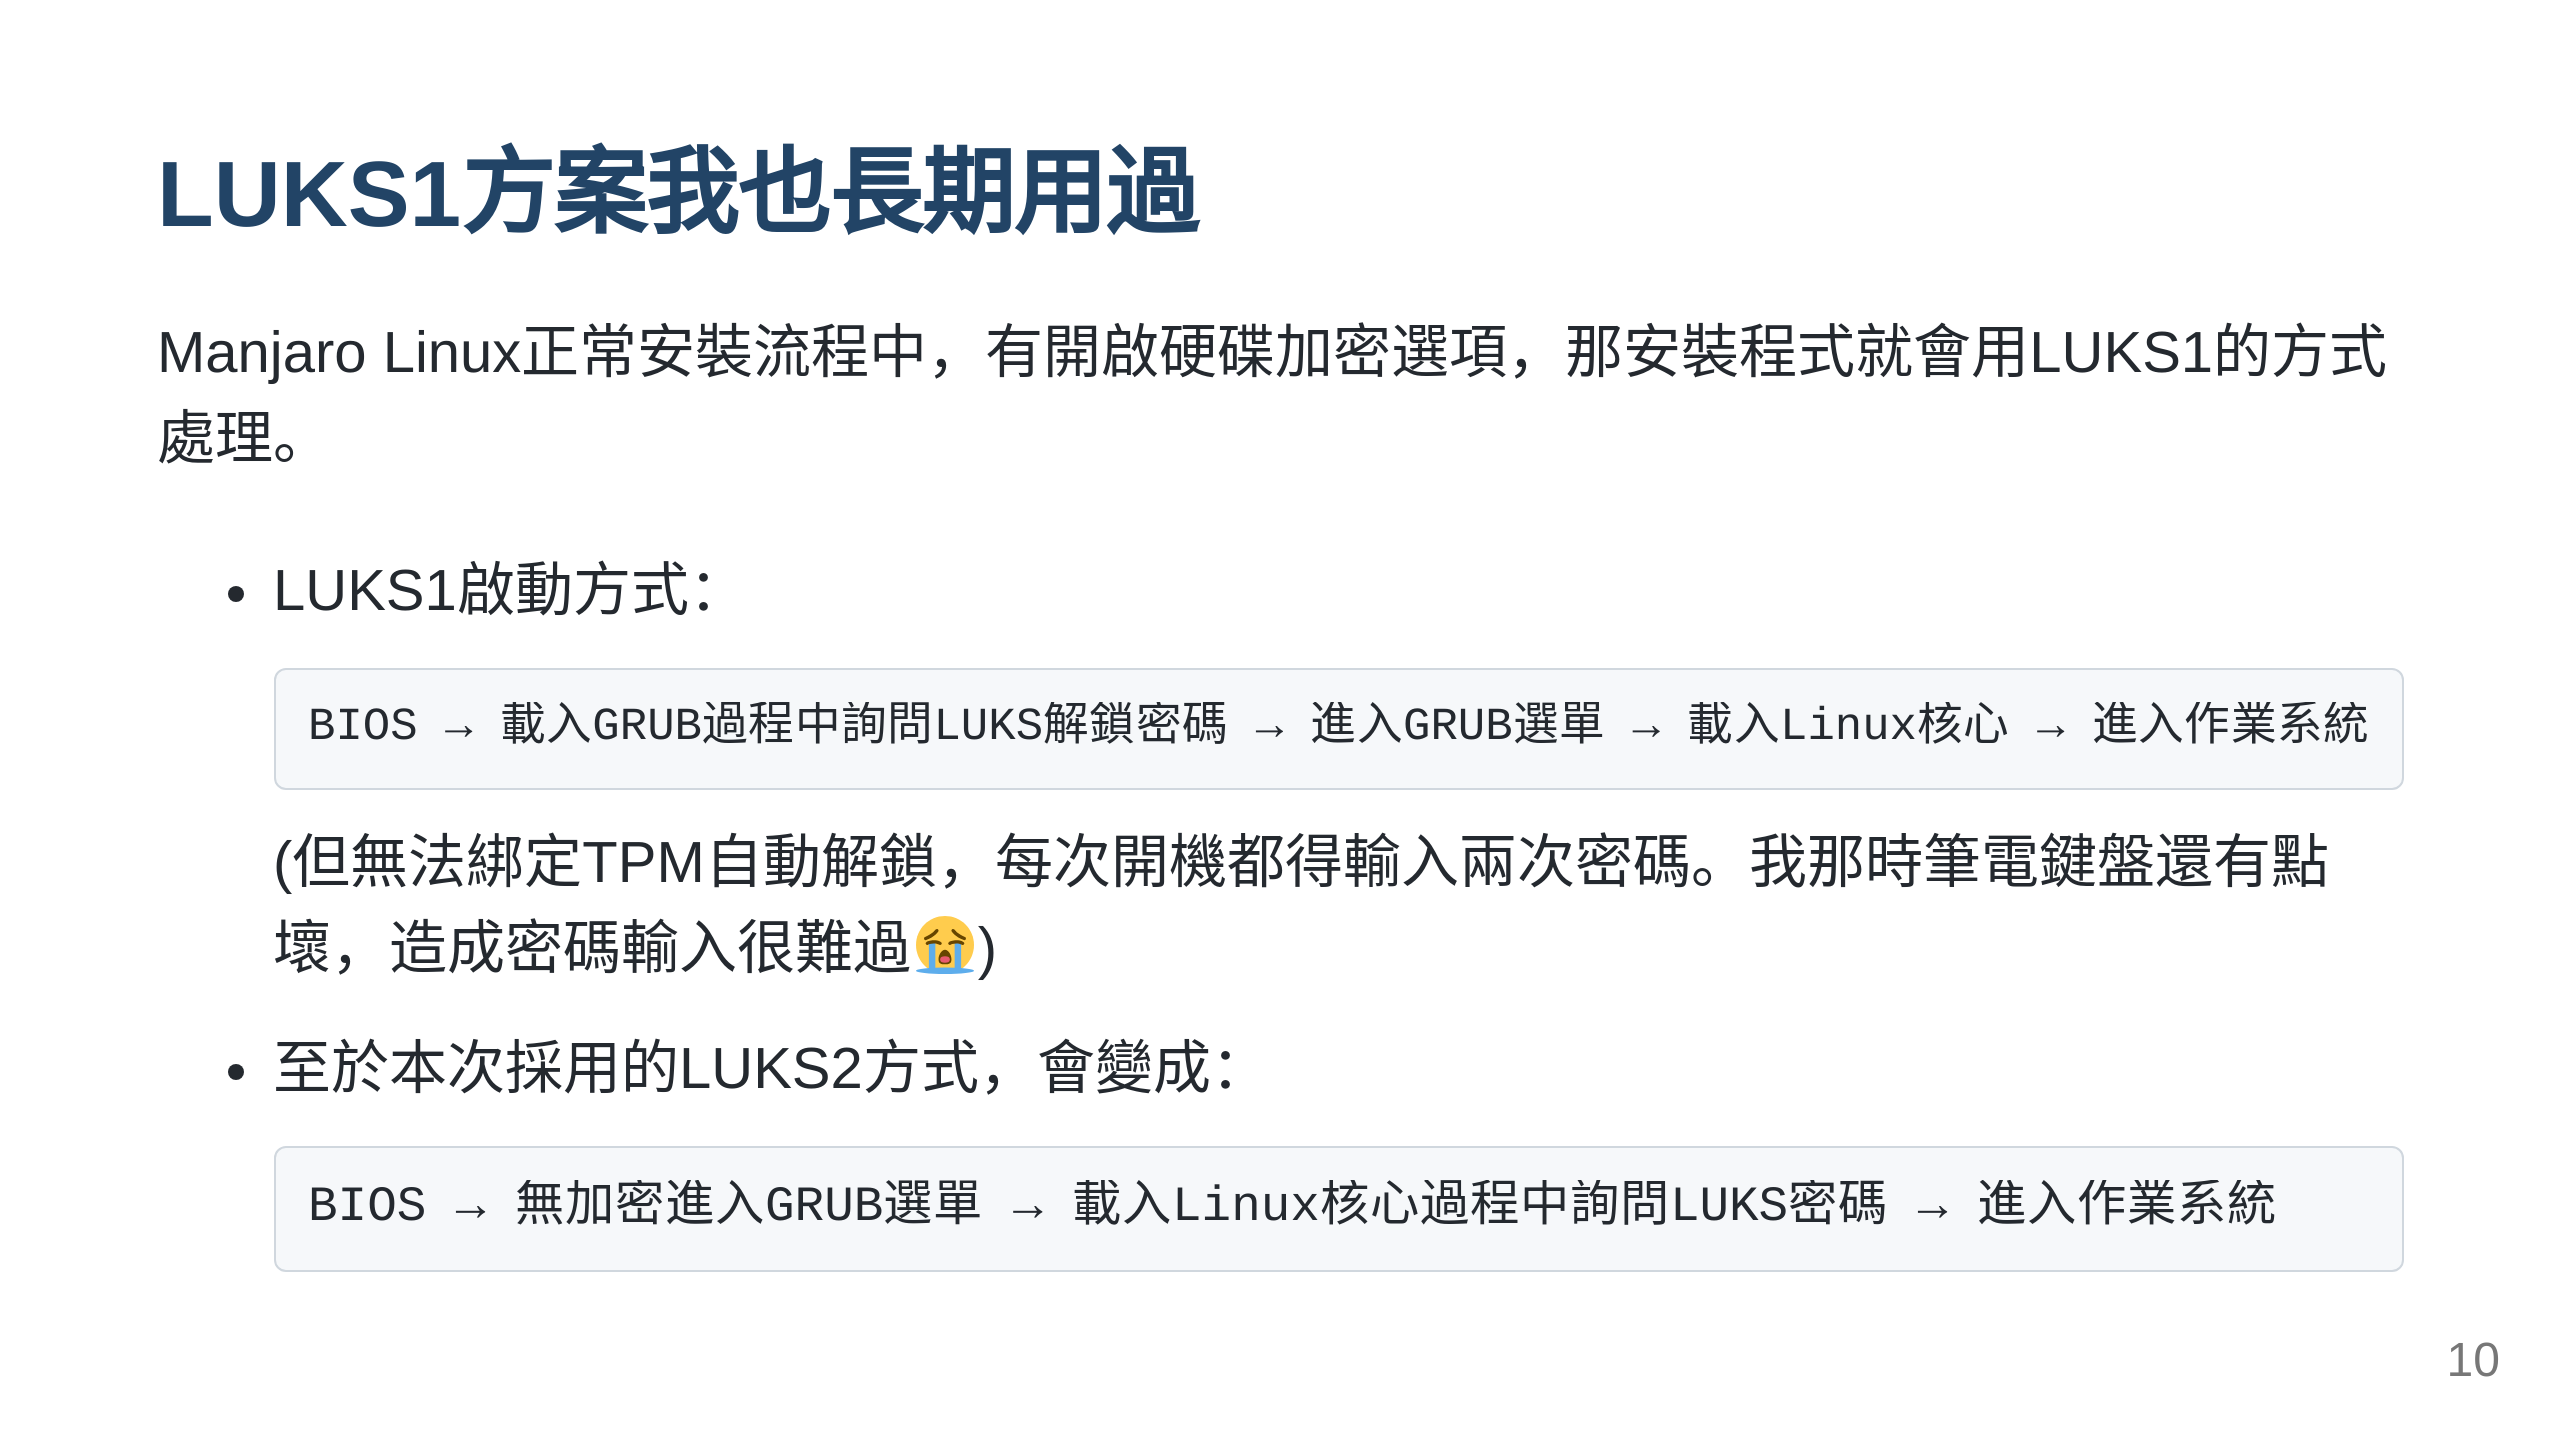 LUKS1方案我也長期用過
Manjaro Linux正常安裝流程中，有開啟硬碟加密選項，那安裝程式就會用LUKS1的方式
處理。
• LUKS1啟動方式：
BIOS → 載入GRUB過程中詢問LUKS解鎖密碼 → 進入GRUB選單 → 載入Linux核心 → 進入作業系統
(但無法綁定TPM自動解鎖，每次開機都得輸入兩次密碼。我那時筆電鍵盤還有點
壞，造成密碼輸入很難過😭)
• 至於本次採用的LUKS2方式，會變成：
BIOS → 無加密進入GRUB選單 → 載入Linux核心過程中詢問LUKS密碼 → 進入作業系統
10